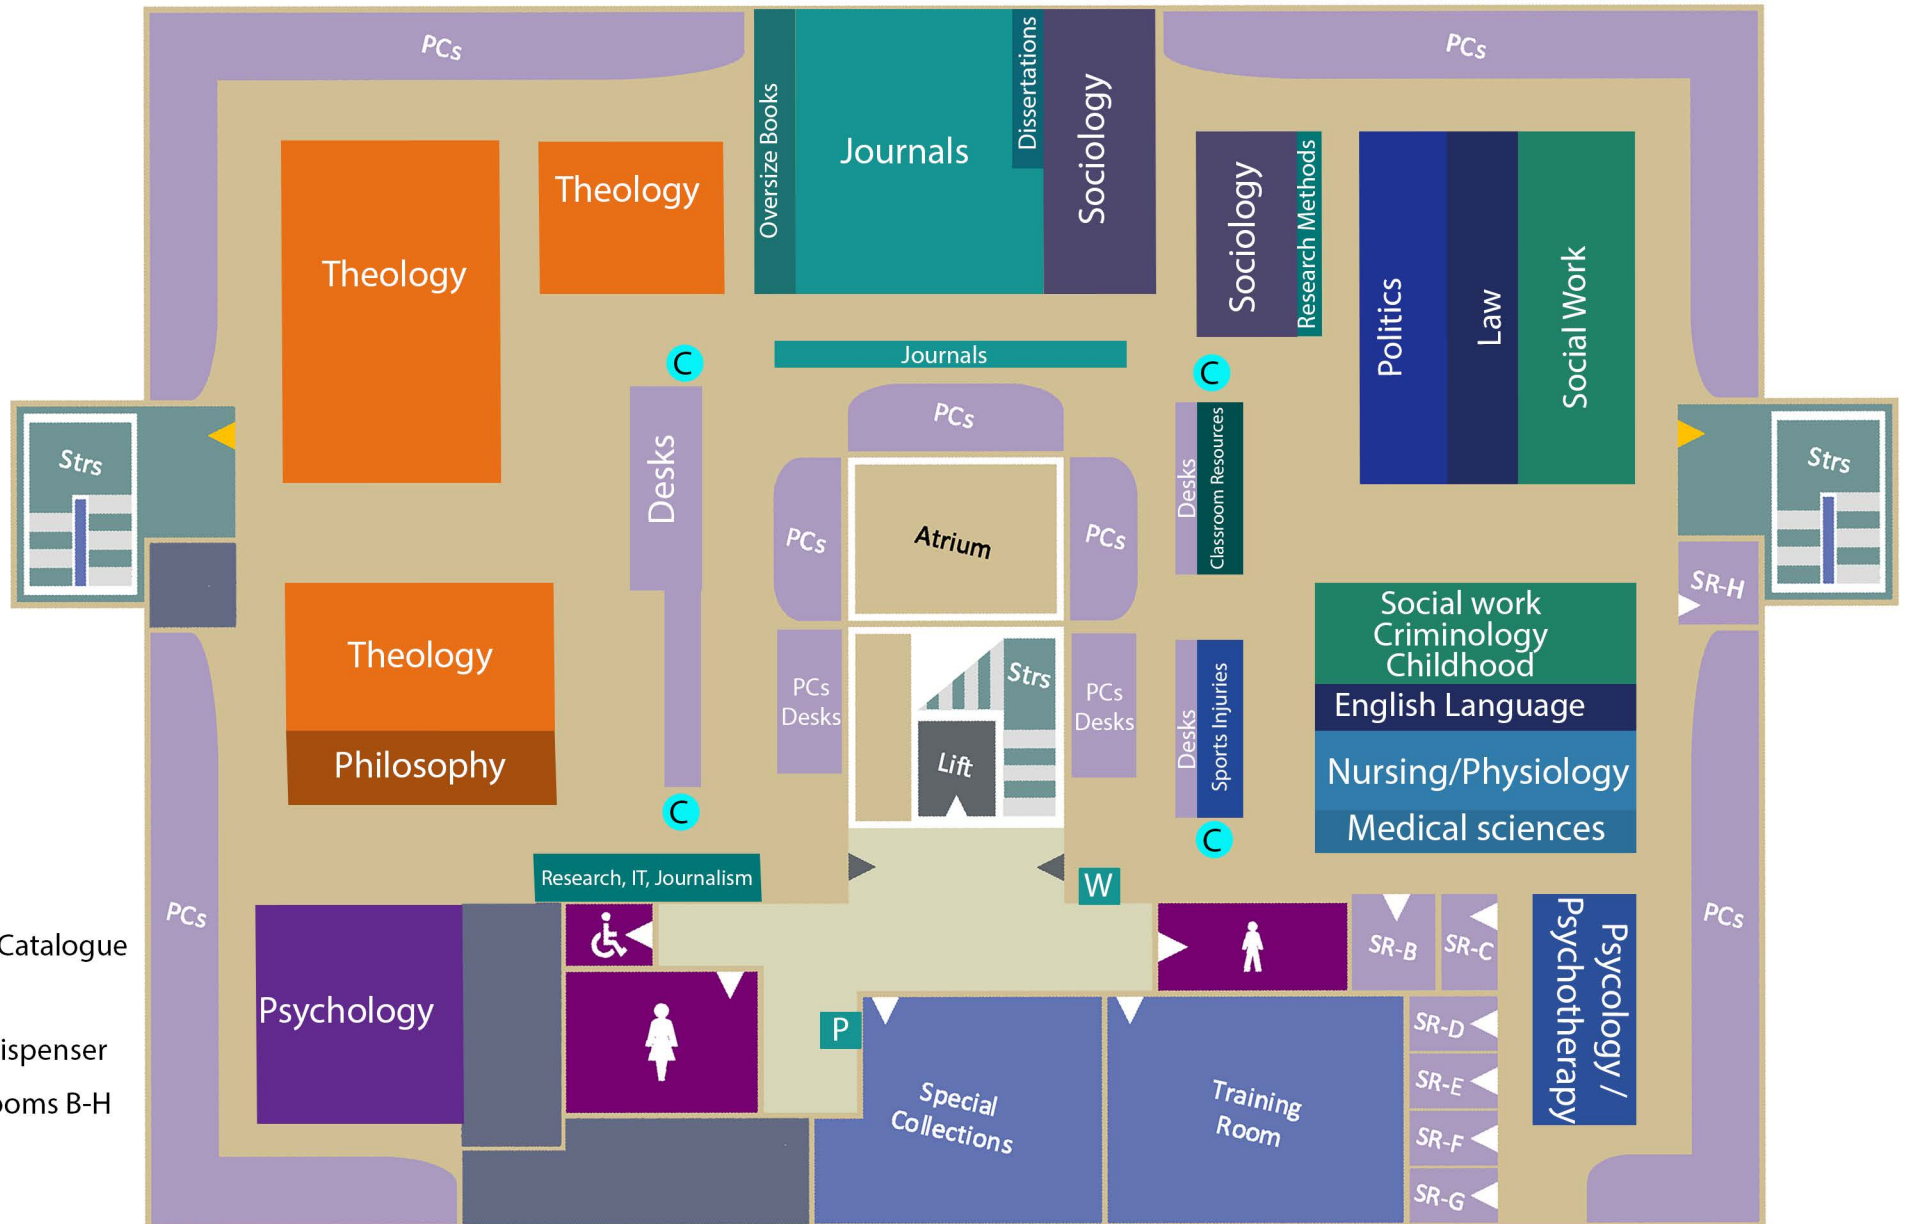 PCs
PCs
Oversize Books
Journals
Dissertations
Sociology
Theology
Theology
Sociology
Research Methods
Politics
Law
Social Work
Journals
C
C
PCs
Desks
Desks
Classroom Resources
Strs
Strs
PCs
Atrium
PCs
SR-H
Theology
Philosophy
Social work
Criminology
Childhood
English Language
Nursing/Physiology
Medical sciences
PCs
Desks
Strs
Lift
PCs
Desks
Desks
Sports Injuries
C
C
Research, IT, Journalism
W
PCs
PCs
SR-B
SR-C
Psycology /
Psychotherapy
Catalogue
Psychology
P
SR-D
ispenser
SR-E
ooms B-H
Special
Collections
Training
Room
SR-F
SR-G